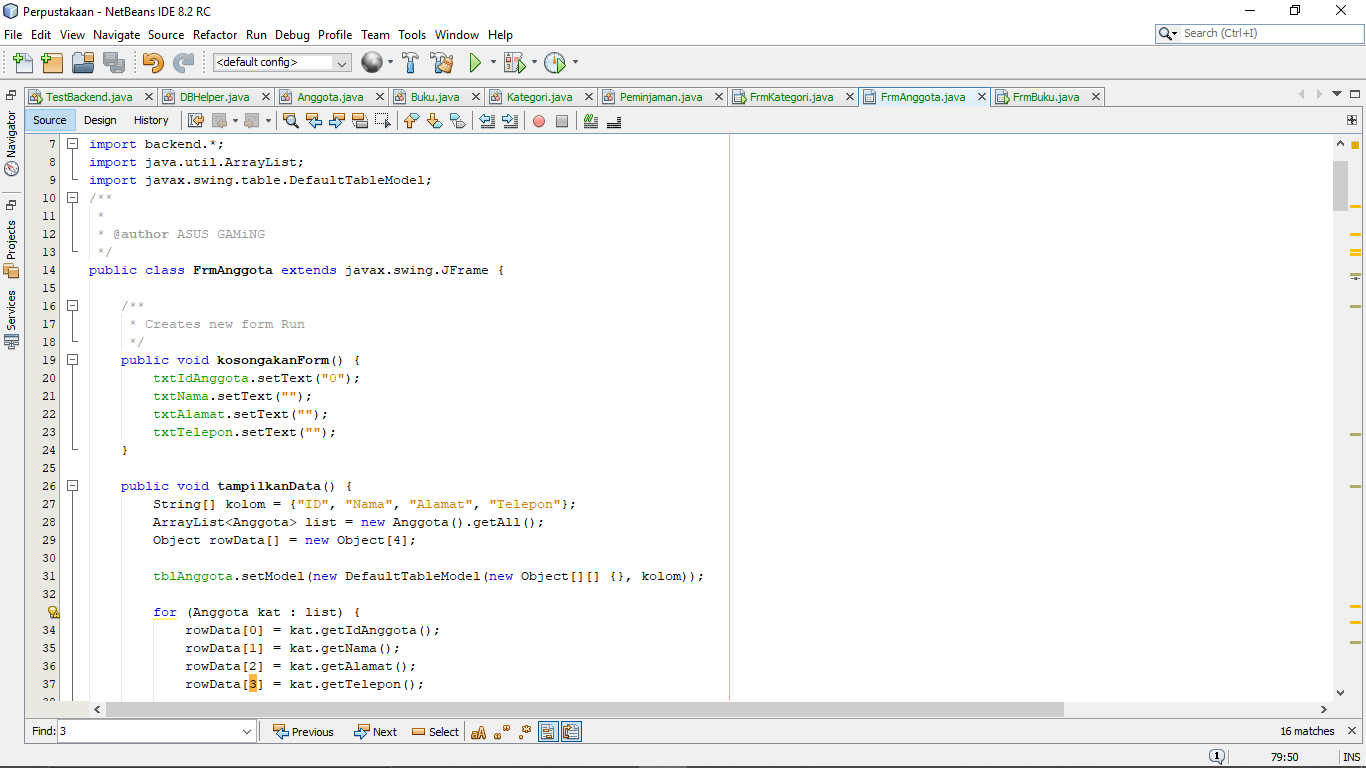 Perpustakaan - NetBeans IDE 8.2 RC
File Edit View Navigate Source Refactor Run Debug Profile Team Tools Window Help
Search (Ctrl+I)
<default config>
TestBackend.java DBHelper.java Anggota.java Buku.java Kategori.java Peminjaman.java FrmKategori.java FrmAnggota.java FrmBuku.java
Source Design History
Navigator
Projects
Services
7 import backend.*;
8 import java.util.ArrayList;
9 import javax.swing.table.DefaultTableModel;
10 /**
11 *
12 * @author ASUS GAMiNG
13 */
14 public class FrmAnggota extends javax.swing.JFrame {
15
16 /**
17 * Creates new form Run
18 */
19 public void kosongakanForm() {
20 txtIdAnggota.setText("0");
21 txtNama.setText("");
22 txtAlamat.setText("");
23 txtTelepon.setText("");
24 }
25
26 public void tampilkanData() {
27 String[] kolom = {"ID", "Nama", "Alamat", "Telepon"};
28 ArrayList<Anggota> list = new Anggota().getAll();
29 Object rowData[] = new Object[4];
30
31 tblAnggota.setModel(new DefaultTableModel(new Object[][] {}, kolom));
32
for (Anggota kat : list) {
34 rowData[0] = kat.getIdAnggota();
35 rowData[1] = kat.getNama();
36 rowData[2] = kat.getAlamat();
37 rowData[3] = kat.getTelepon();
Find: 3 Previous Next Select 16 matches
79:50 INS